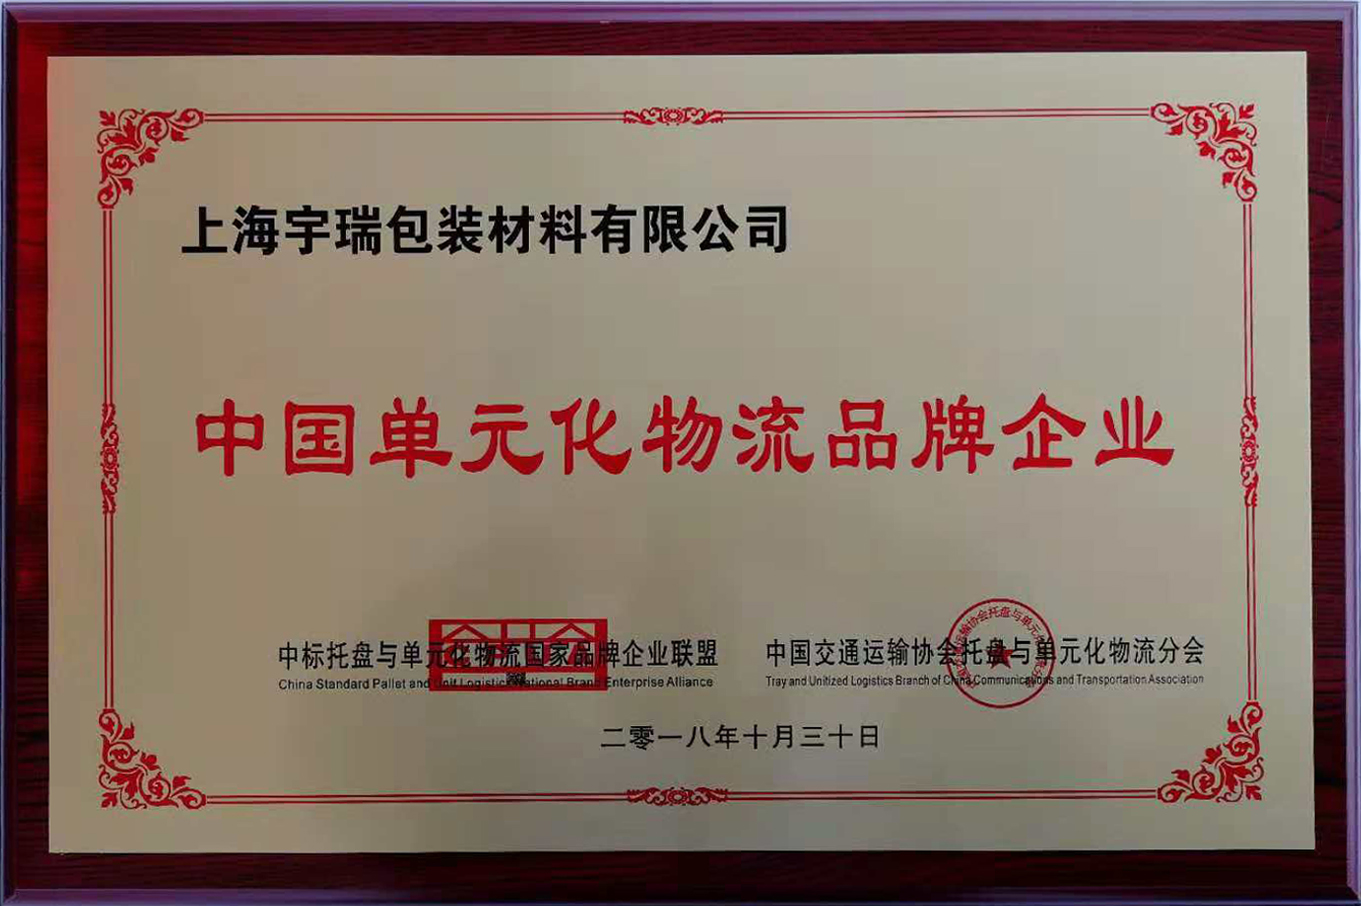 上海宇瑞包装材料有限公司
中国单元化物流品牌企业
中标托盘与单元化物流国家品牌企业联盟
China Standard Pallet and Unit Logistics National Brand Enterprise Alliance
中国交通运输协会托盘与单元化物流分会
Tray and Unitized Logistics Branch of China Communications and Transportation Association
二零一八年十月三十日